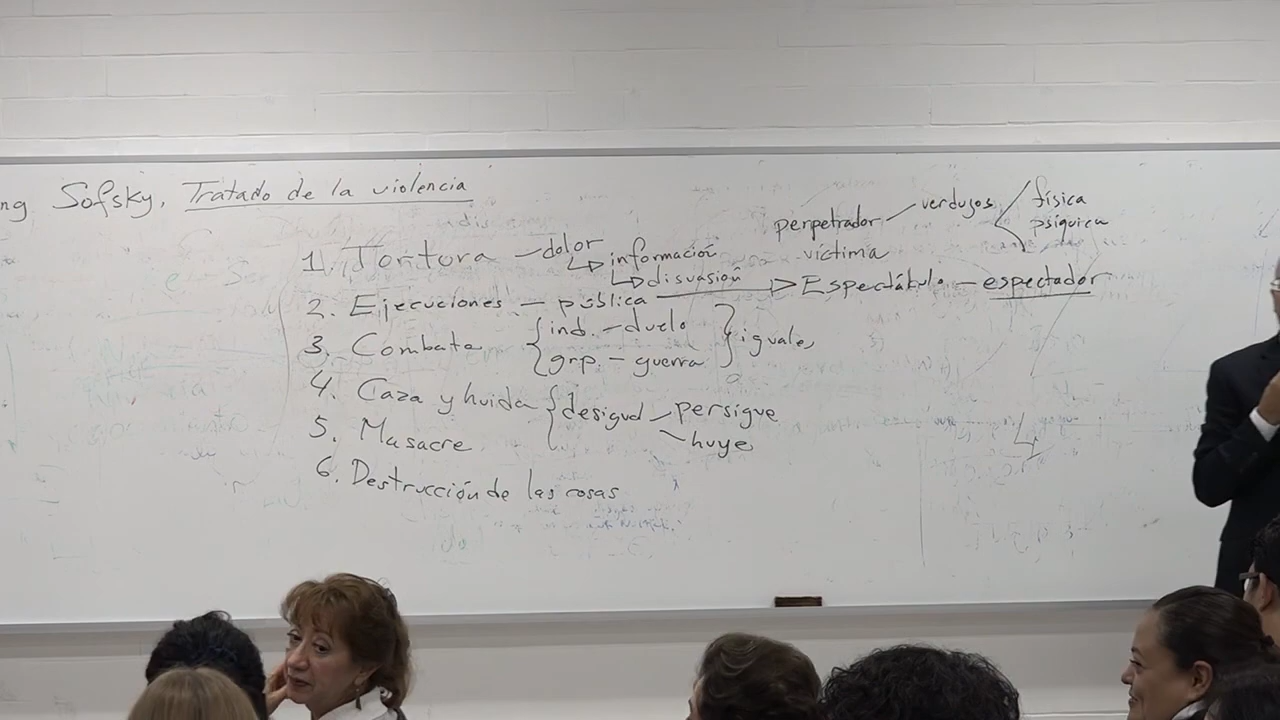 ng Sofsky, Tratado de la violencia
perpetrador verdugos física
psíquica
víctima
1. Tortura – dolor
información
disuasión
2. Ejecuciones – pública Espectáculo – espectador
3. Combate ind. – duelo
grp. – guerra iguales
4. Caza y huida desigual persigue
huye
5. Masacre
6. Destrucción de las cosas